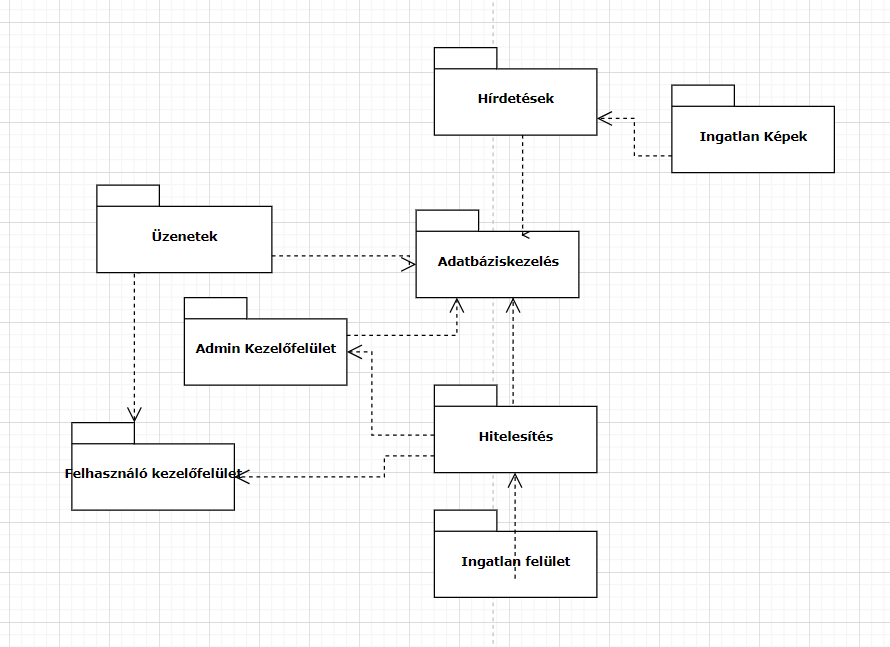 Hírdetések
Ingatlan Képek
Üzenetek
Adatbáziskezelés
Admin Kezelőfelület
Hitelesítés
Felhasználó kezelőfelület
Ingatlan felület